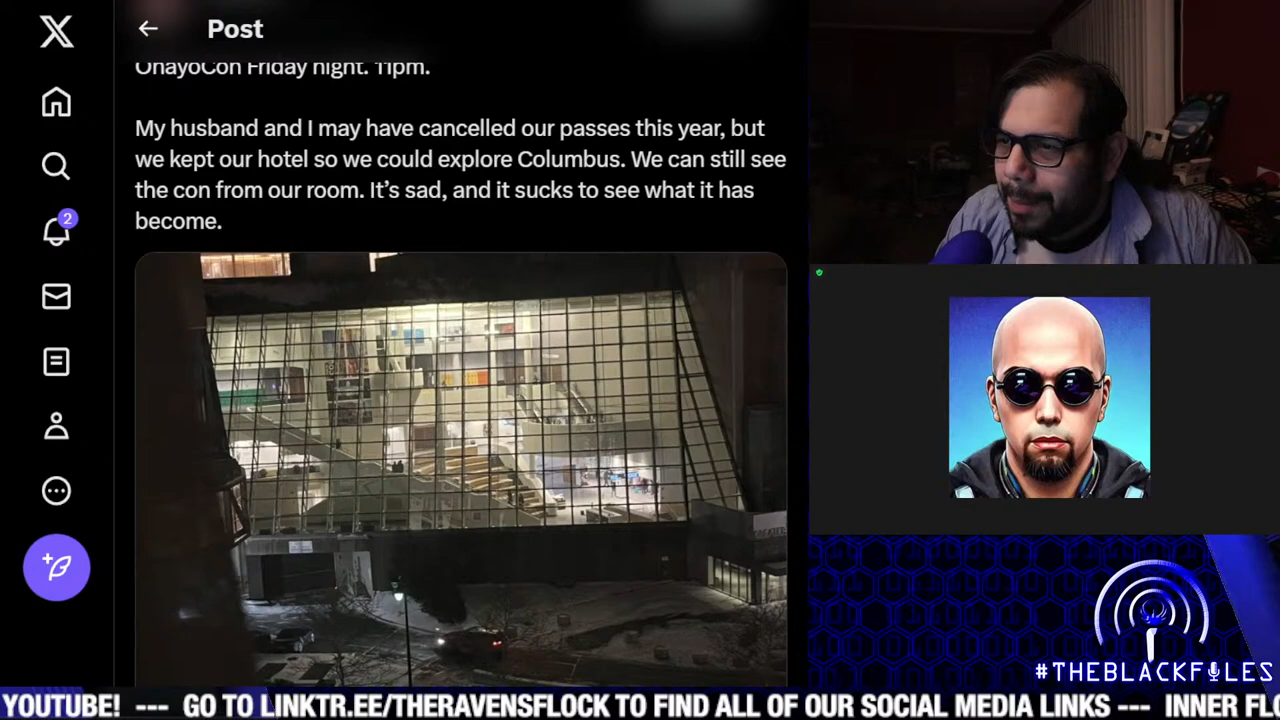 Post
OhayoCon Friday night. 11pm.
My husband and I may have cancelled our passes this year, but
we kept our hotel so we could explore Columbus. We can still see
the con from our room. It’s sad, and it sucks to see what it has
become.
2
#THEBLACKFILES
YOUTUBE! --- GO TO LINKTR.EE/THERAVENSFLOCK TO FIND ALL OF OUR SOCIAL MEDIA LINKS --- INNER FLO